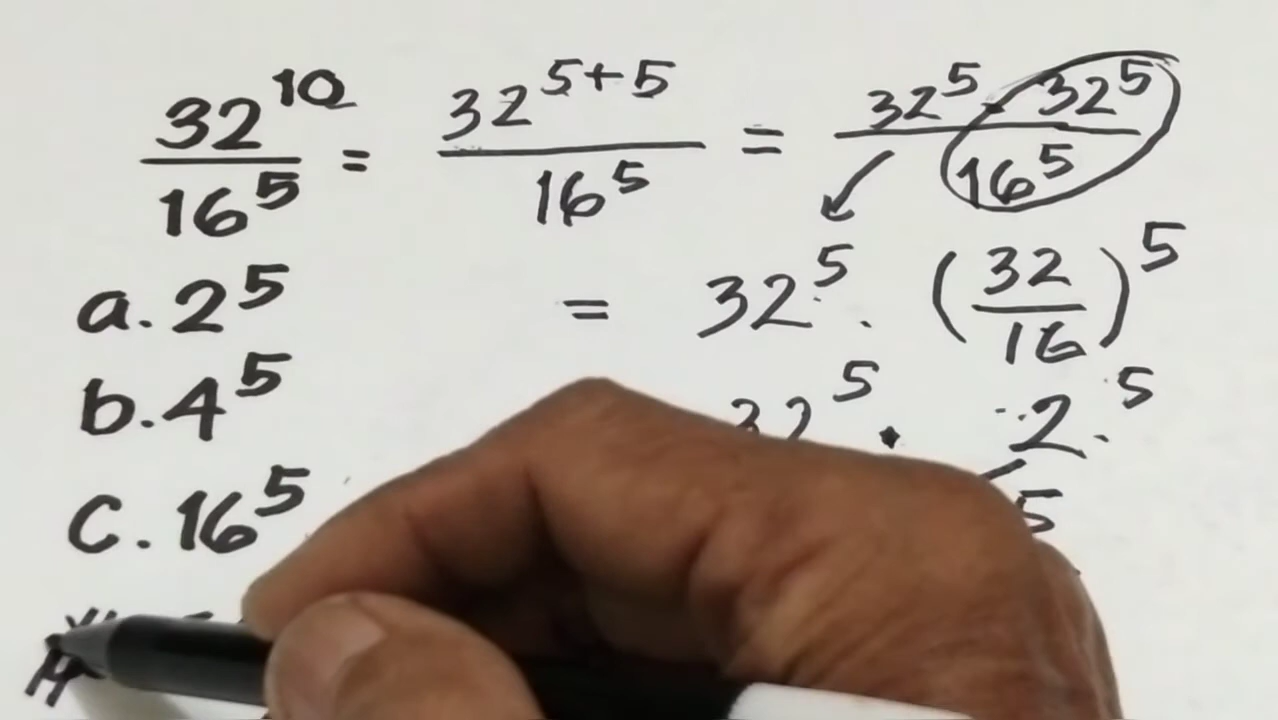 32^10 / 16^5 = 32^(5+5) / 16^5 = 32^5 · 32^5 / 16^5
a. 2^5 = 32^5 · (32/16)^5
b. 4^5 32^5 · 2^5
c. 16^5 5